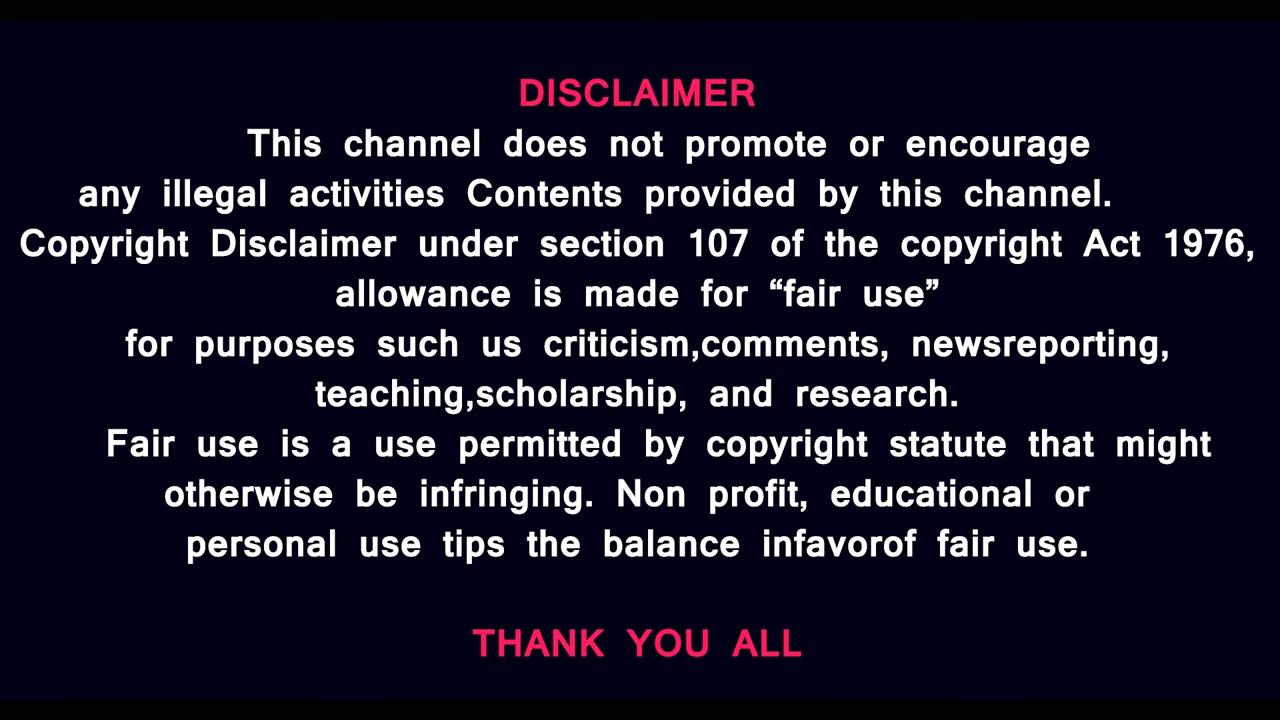 DISCLAIMER
This channel does not promote or encourage
any illegal activities Contents provided by this channel.
Copyright Disclaimer under section 107 of the copyright Act 1976,
allowance is made for “fair use”
for purposes such us criticism,comments, newsreporting,
teaching,scholarship, and research.
Fair use is a use permitted by copyright statute that might
otherwise be infringing. Non profit, educational or
personal use tips the balance infavorof fair use.
THANK YOU ALL